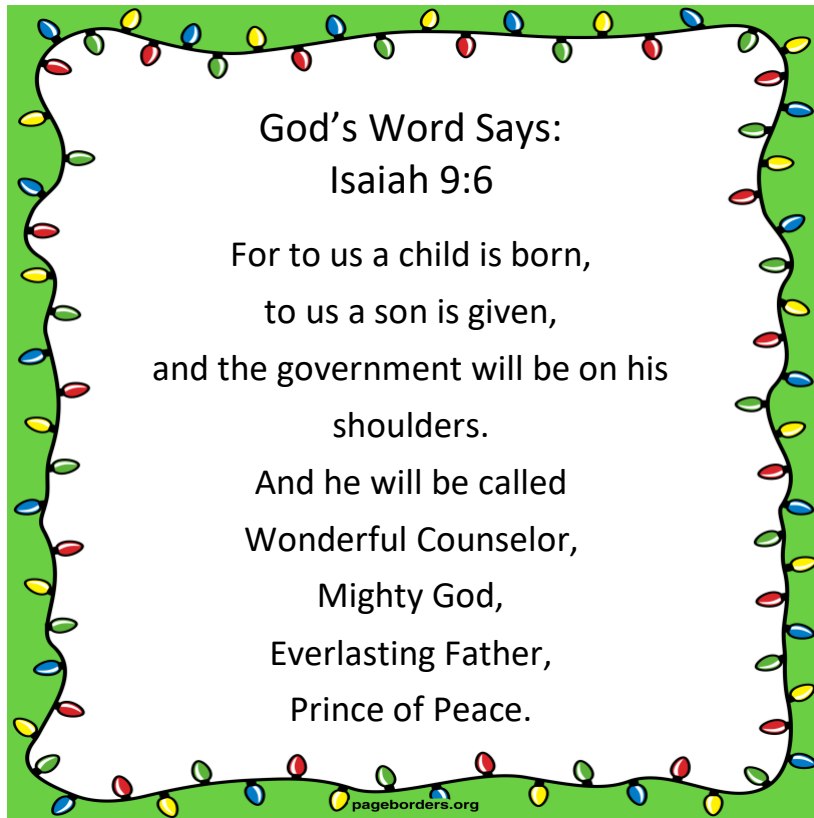 God’s Word Says:
Isaiah 9:6
For to us a child is born,
to us a son is given,
and the government will be on his
shoulders.
And he will be called
Wonderful Counselor,
Mighty God,
Everlasting Father,
Prince of Peace.
pageborders.org